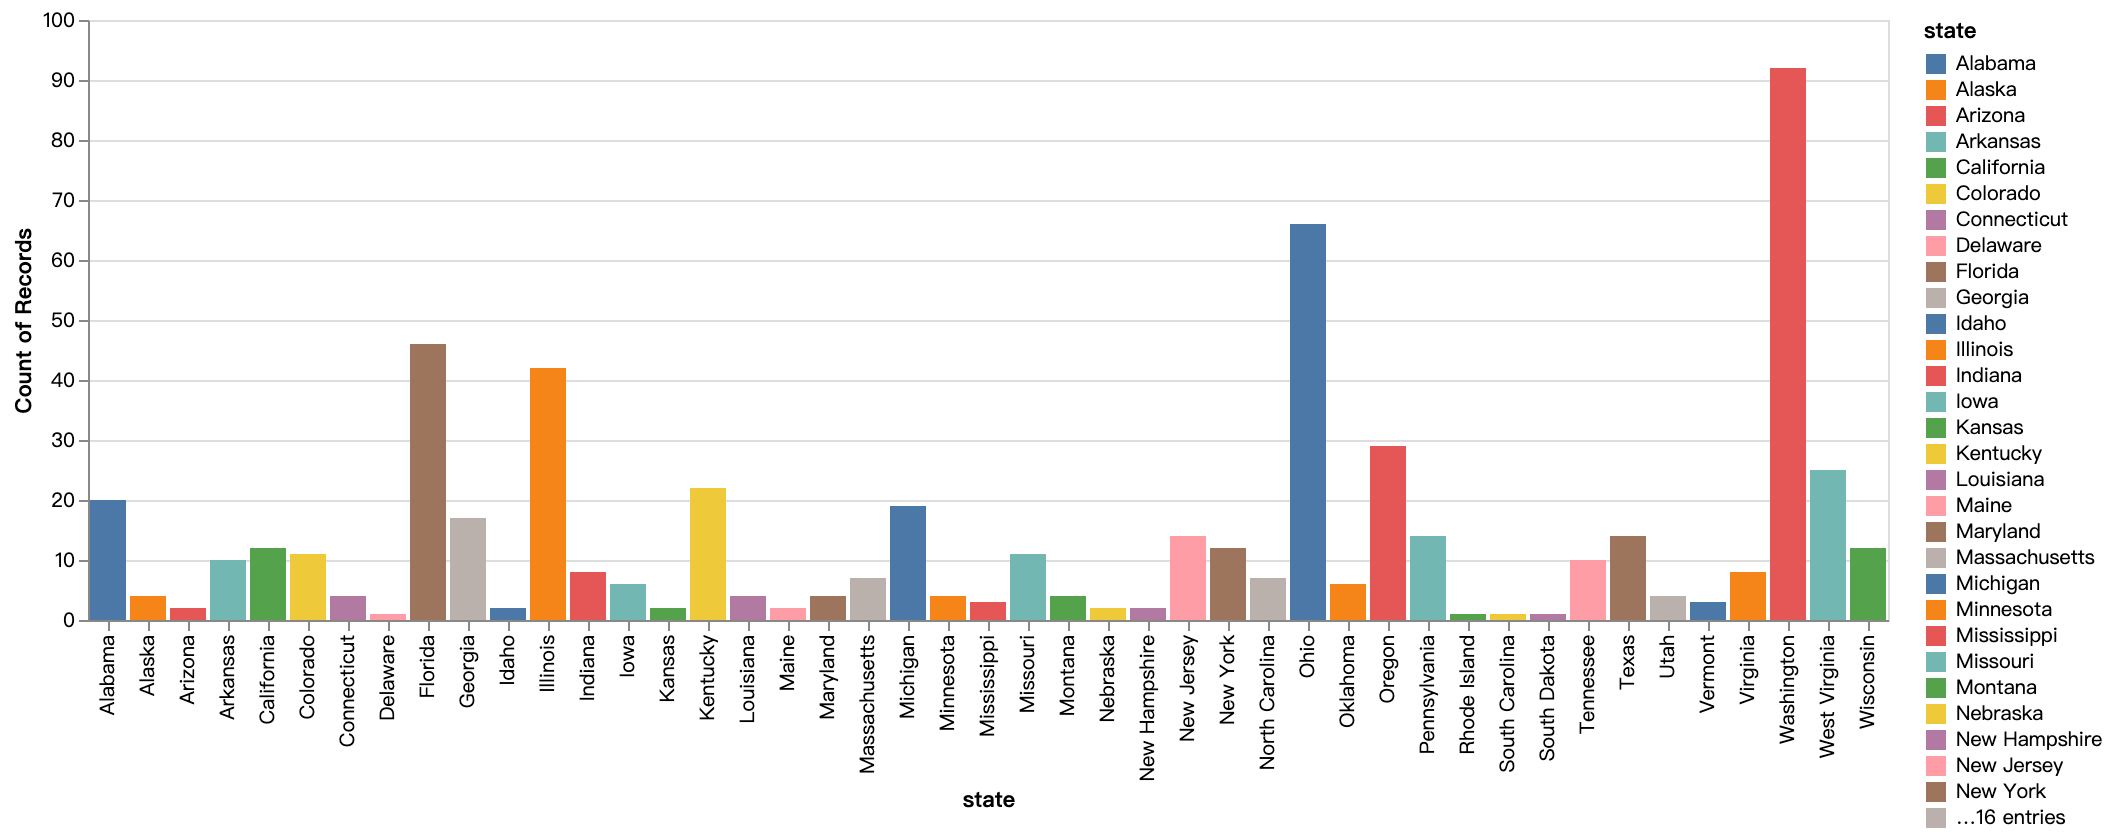 100
90
80
70
60
50
40
30
20
10
0
Count of Records
Alabama
Alaska
Arizona
Arkansas
California
Colorado
Connecticut
Delaware
Florida
Georgia
Idaho
Illinois
Indiana
Iowa
Kansas
Kentucky
Louisiana
Maine
Maryland
Massachusetts
Michigan
Minnesota
Mississippi
Missouri
Montana
Nebraska
New Hampshire
New Jersey
New York
North Carolina
Ohio
Oklahoma
Oregon
Pennsylvania
Rhode Island
South Carolina
South Dakota
Tennessee
Texas
Utah
Vermont
Virginia
Washington
West Virginia
Wisconsin
state
state
Alabama
Alaska
Arizona
Arkansas
California
Colorado
Connecticut
Delaware
Florida
Georgia
Idaho
Illinois
Indiana
Iowa
Kansas
Kentucky
Louisiana
Maine
Maryland
Massachusetts
Michigan
Minnesota
Mississippi
Missouri
Montana
Nebraska
New Hampshire
New Jersey
New York
...16 entries